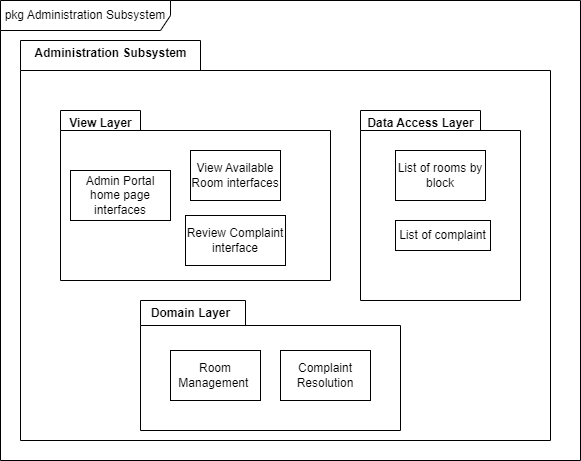 pkg Administration Subsystem
Administration Subsystem
View Layer
Admin Portal
home page
interfaces
View Available
Room interfaces
Review Complaint
interface
Data Access Layer
List of rooms by
block
List of complaint
Domain Layer
Room
Management
Complaint
Resolution